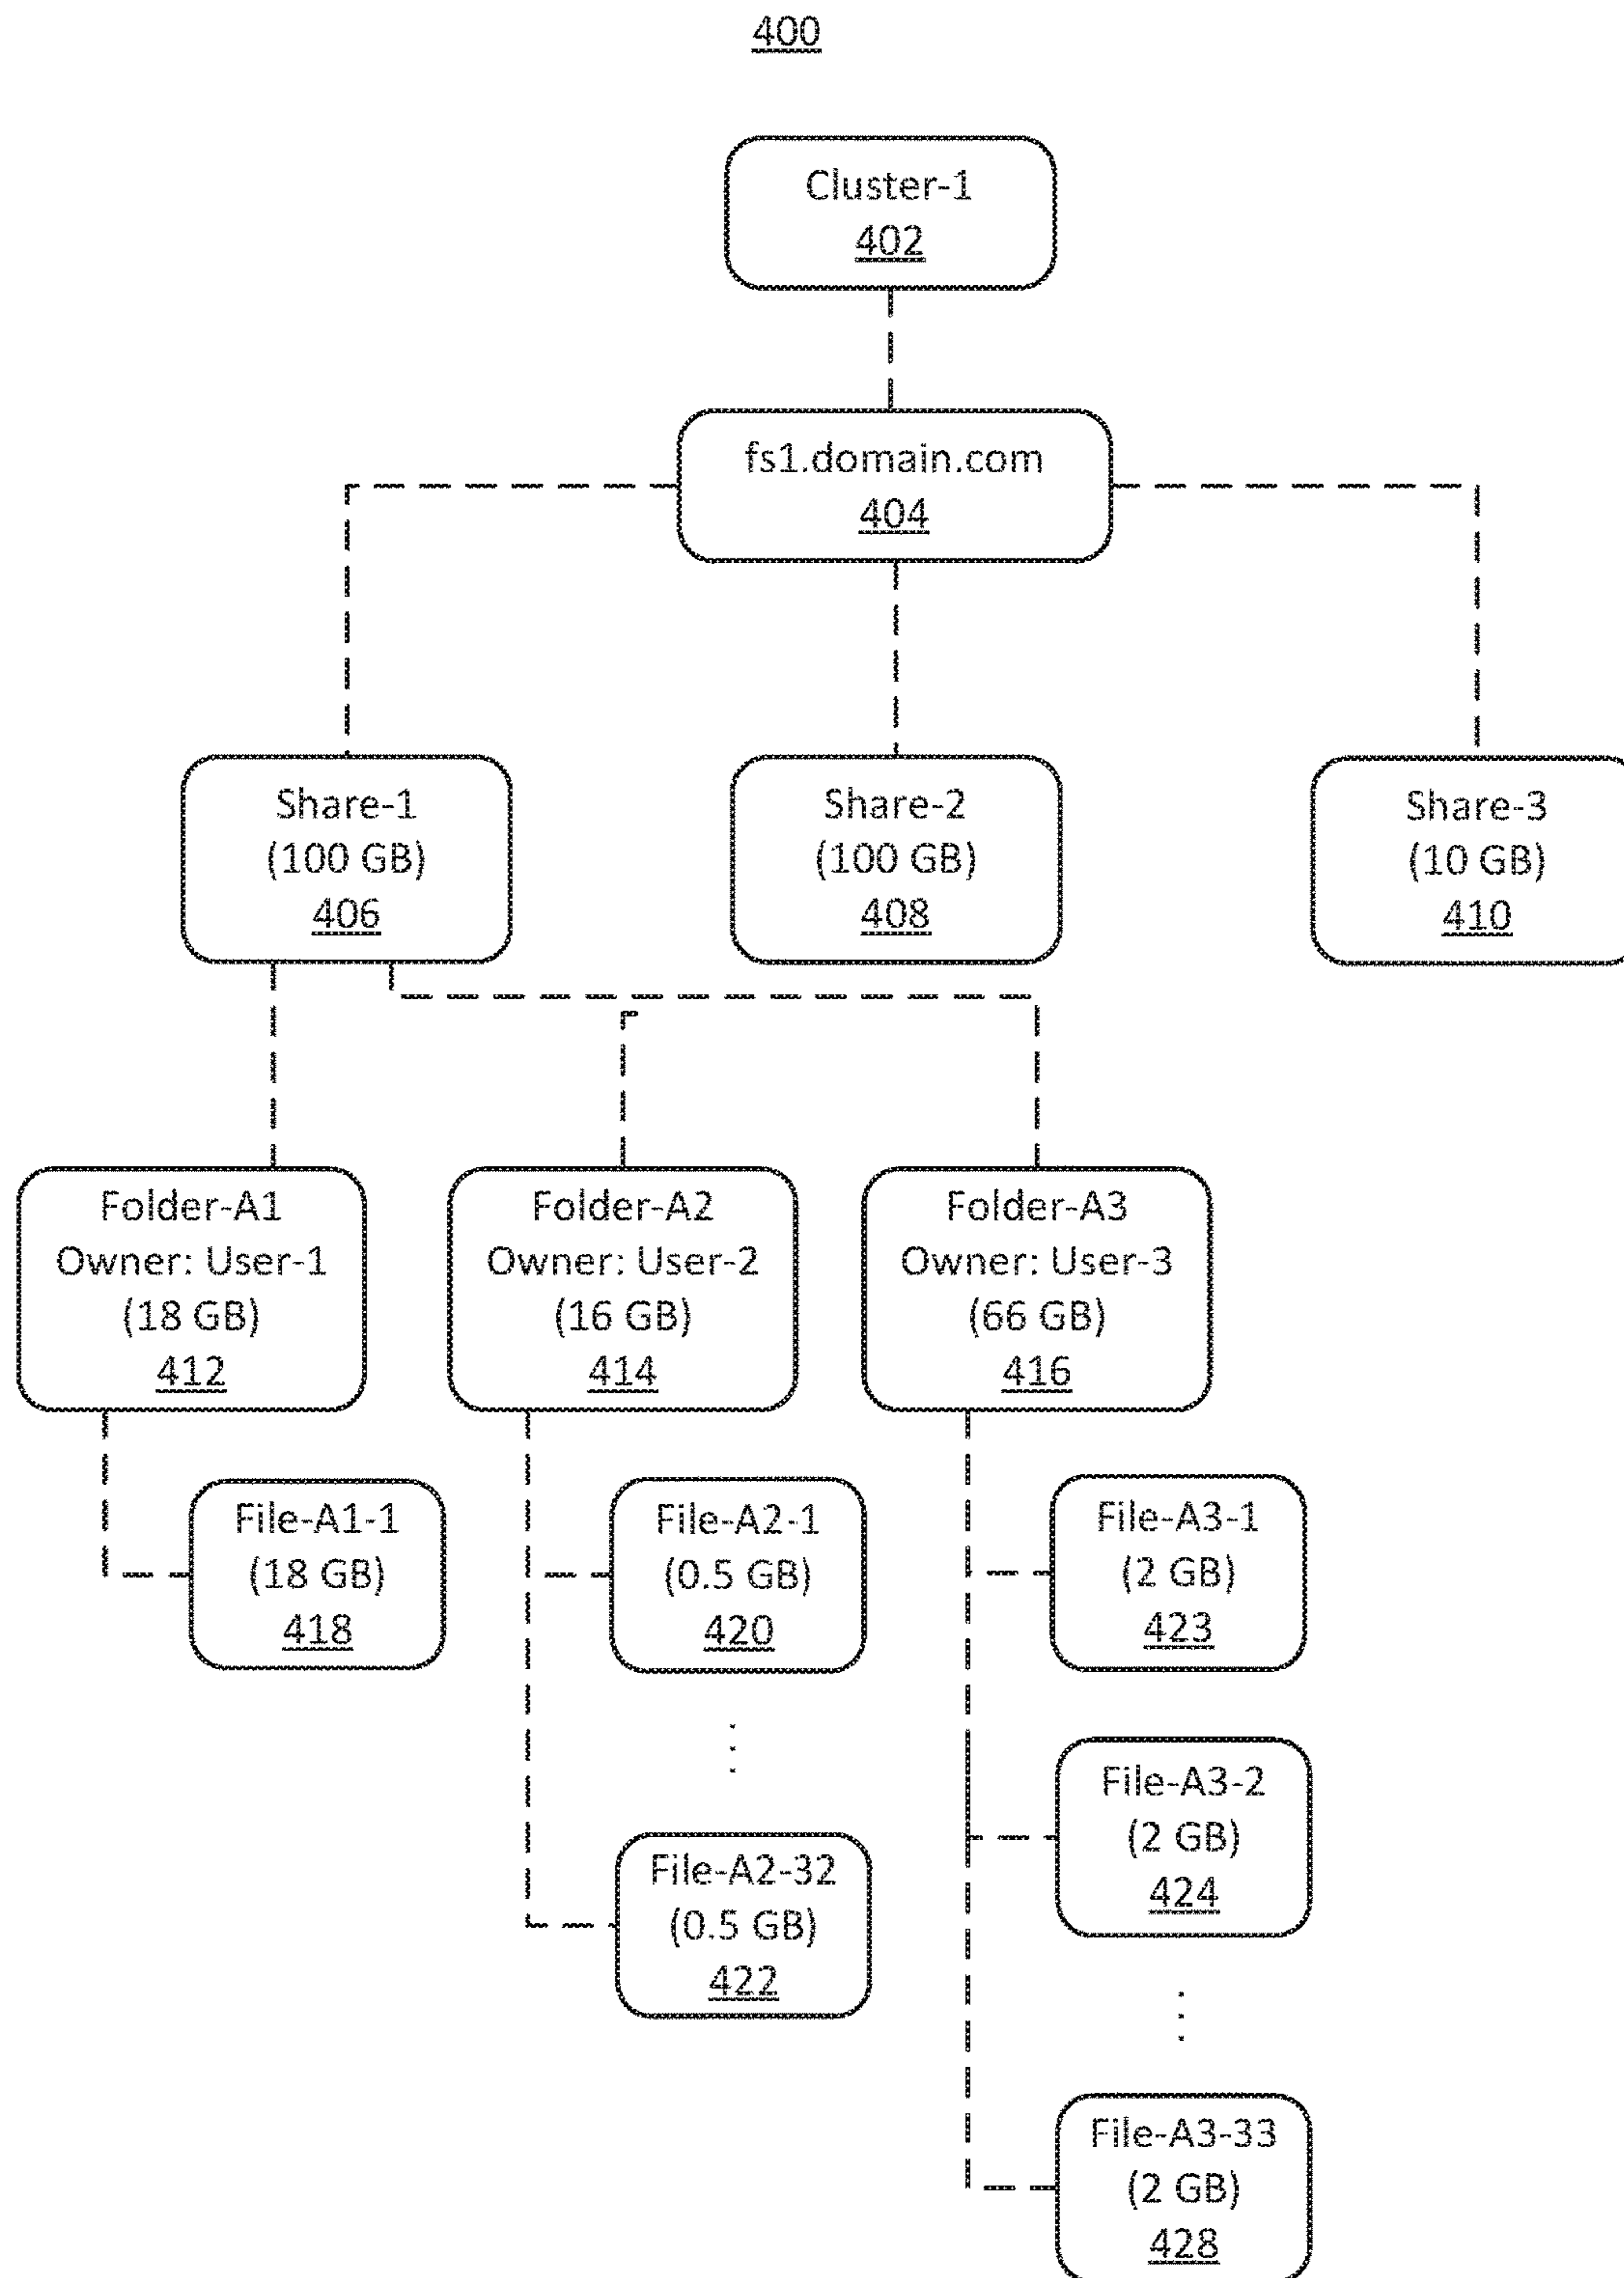 400
Cluster-1
402
fs1.domain.com
404
Share-1
(100 GB)
406
Share-2
(100 GB)
408
Share-3
(10 GB)
410
Folder-A1
Owner: User-1
(18 GB)
412
Folder-A2
Owner: User-2
(16 GB)
414
Folder-A3
Owner: User-3
(66 GB)
416
File-A1-1
(18 GB)
418
File-A2-1
(0.5 GB)
420
File-A3-1
(2 GB)
423
File-A3-2
(2 GB)
424
File-A2-32
(0.5 GB)
422
File-A3-33
(2 GB)
428